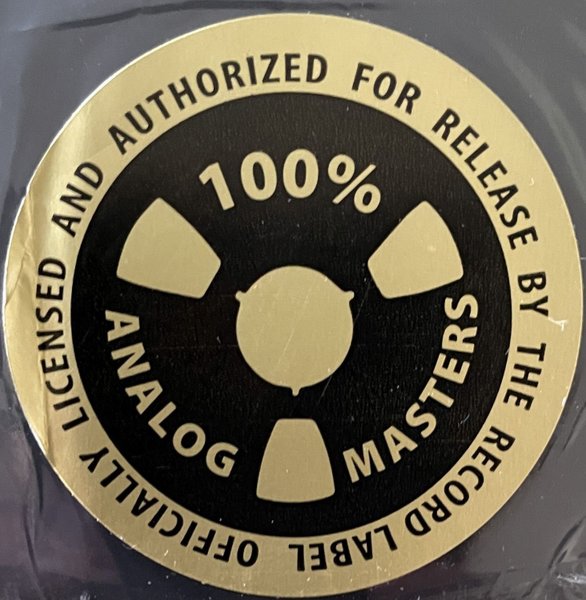 OFFICIALLY LICENSED AND AUTHORIZED FOR RELEASE BY THE RECORD LABEL
100%
ANALOG
MASTERS